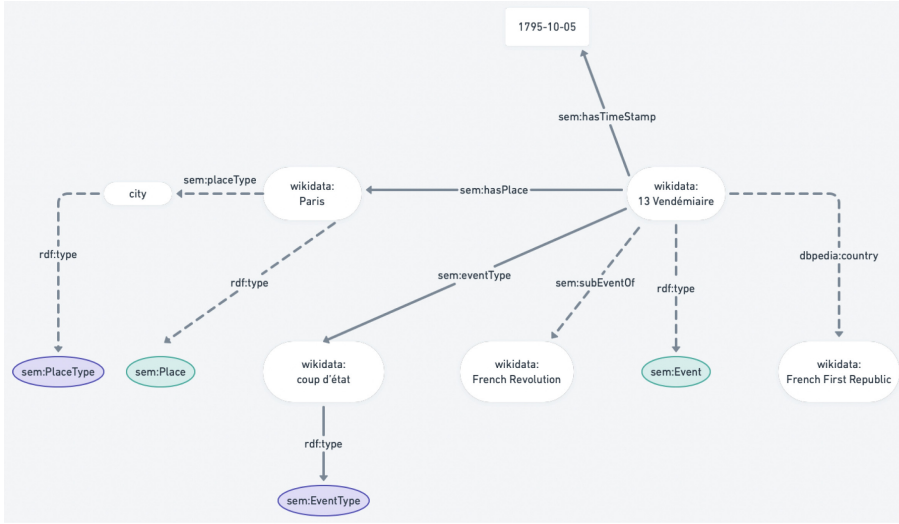 1795-10-05
sem:hasTimeStamp
sem:placeType
city
wikidata:
Paris
sem:hasPlace
wikidata:
13 Vendémiaire
rdf:type
rdf:type
sem:eventType
sem:subEventOf
rdf:type
dbpedia:country
sem:PlaceType
sem:Place
wikidata:
coup d'état
wikidata:
French Revolution
sem:Event
wikidata:
French First Republic
rdf:type
sem:EventType